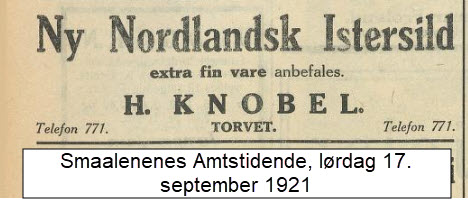 Ny Nordlandsk Istersild
extra fin vare anbefales.
H. KNOBEL.
Telefon 771. TORVET. Telefon 771.
Smaalenenes Amtstidende, lørdag 17.
september 1921